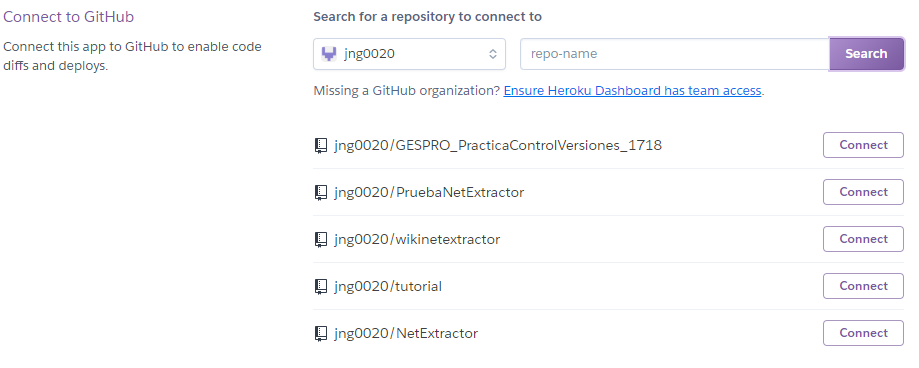 Connect to GitHub
Connect this app to GitHub to enable code
diffs and deploys.
Search for a repository to connect to
jng0020
repo-name
Search
Missing a GitHub organization? Ensure Heroku Dashboard has team access.
jng0020/GESPRO_PracticaControlVersiones_1718 Connect
jng0020/PruebaNetExtractor Connect
jng0020/wikinetextractor Connect
jng0020/tutorial Connect
jng0020/NetExtractor Connect